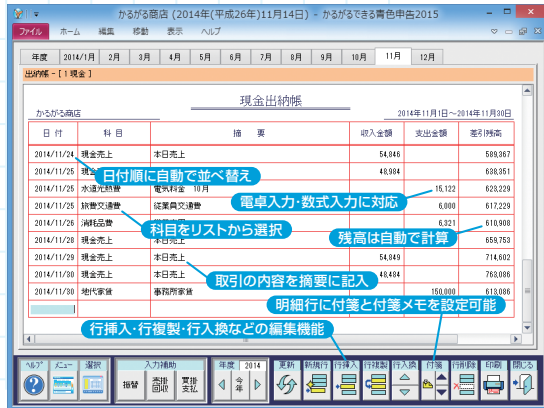 かるがる商店 (2014年(平成26年)11月14日) - かるがるできる青色申告2015
ファイル ホーム 編集 移動 表示 ヘルプ
年度 2014/1月 2月 3月 4月 5月 6月 7月 8月 9月 10月 11月 12月
出納帳 - [ 1 現金 ]
現金出納帳
かるがる商店 2014年11月1日～2014年11月30日
日 付 科 目 摘 要 収入金額 支出金額 差引残高
2014/11/24 現金売上 本日売上 54,846 589,367
日付順に自動で並べ替え
2014/11/25 本日売上 48,984 638,351
2014/11/25 水道光熱費 電気料金 10月 15,122 623,229
電卓入力・数式入力に対応
2014/11/25 旅費交通費 従業員交通費 6,000 617,229
2014/11/26 消耗品費 6,321 610,908
科目をリストから選択
残高は自動で計算
2014/11/28 現金売上 本日売上 659,753
2014/11/29 現金売上 本日売上 54,849 714,602
取引の内容を摘要に記入
2014/11/30 現金売上 本日売上 48,484 763,086
2014/11/30 地代家賃 事務所家賃 150,000 613,086
明細行に付箋と付箋メモを設定可能
行挿入・行複製・行入換などの編集機能
ヘルプ メニュー 選択 入力補助 年度 2014 更新 新規行 行挿入 行複製 行入換 付箋 行削除 印刷 閉じる
振替 売掛回収 買掛支払 今年